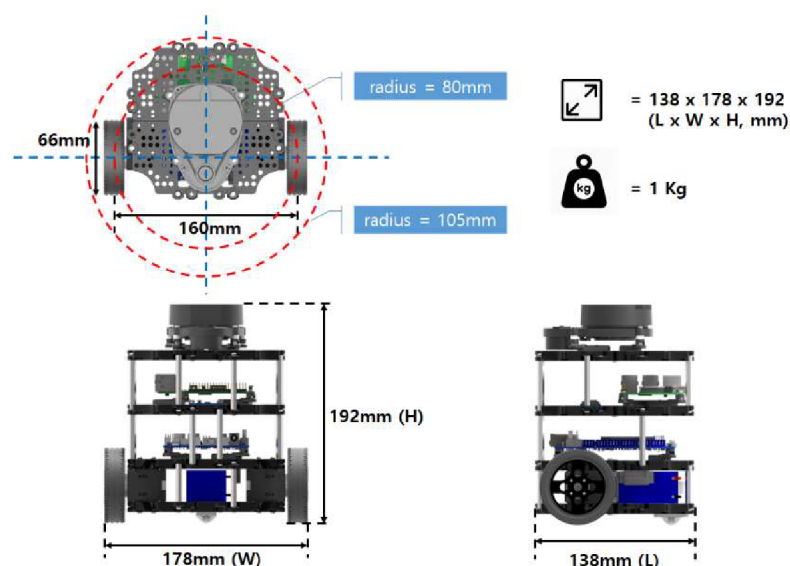 radius = 80mm
= 138 x 178 x 192
(L x W x H, mm)
66mm
kg
= 1 Kg
radius = 105mm
160mm
192mm (H)
178mm (W)
138mm (L)